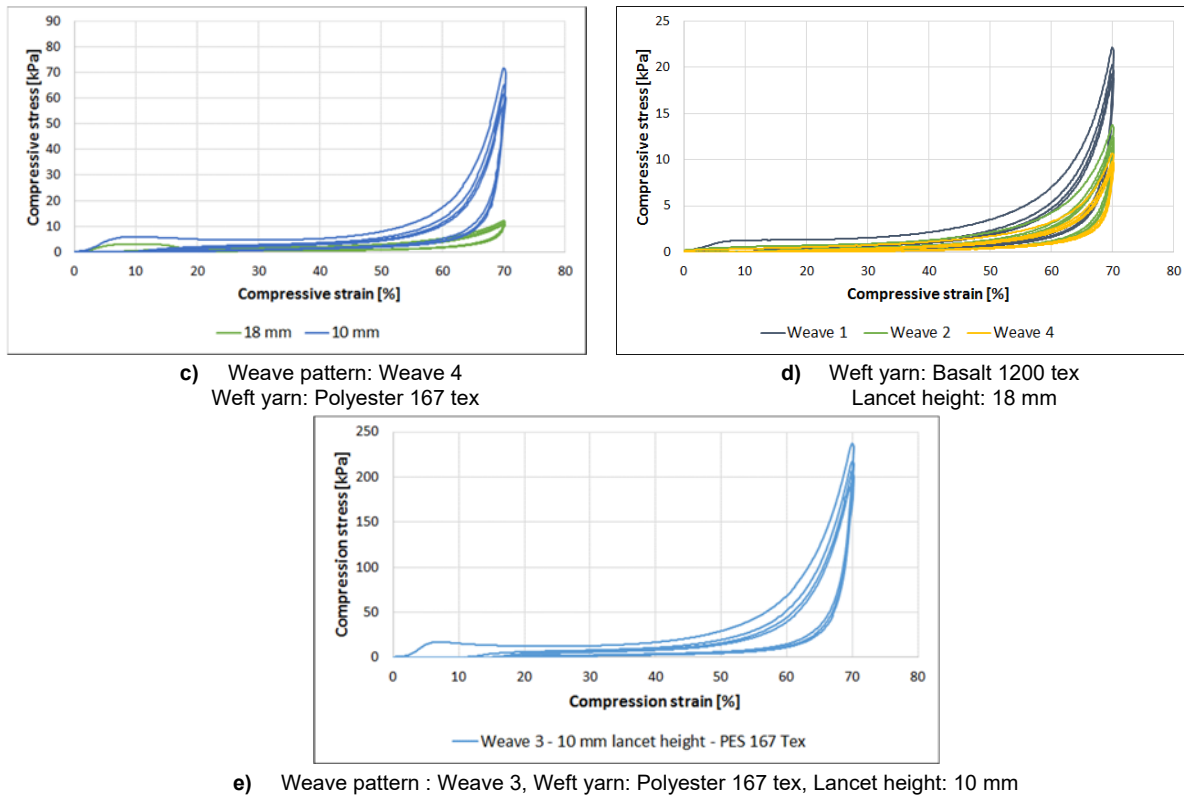 90
80
70
60
50
40
30
20
10
0
Compressive stress [kPa]
0 10 20 30 40 50 60 70 80
Compressive strain [%]
18 mm 10 mm
25
20
15
10
5
0
Compressive stress [kPa]
0 10 20 30 40 50 60 70 80
Compressive strain [%]
Weave 1 Weave 2 Weave 4
c) Weave pattern: Weave 4
Weft yarn: Polyester 167 tex
d) Weft yarn: Basalt 1200 tex
Lancet height: 18 mm
250
200
150
100
50
0
Compression stress [kPa]
0 10 20 30 40 50 60 70 80
Compression strain [%]
Weave 3 - 10 mm lancet height - PES 167 Tex
e) Weave pattern : Weave 3, Weft yarn: Polyester 167 tex, Lancet height: 10 mm